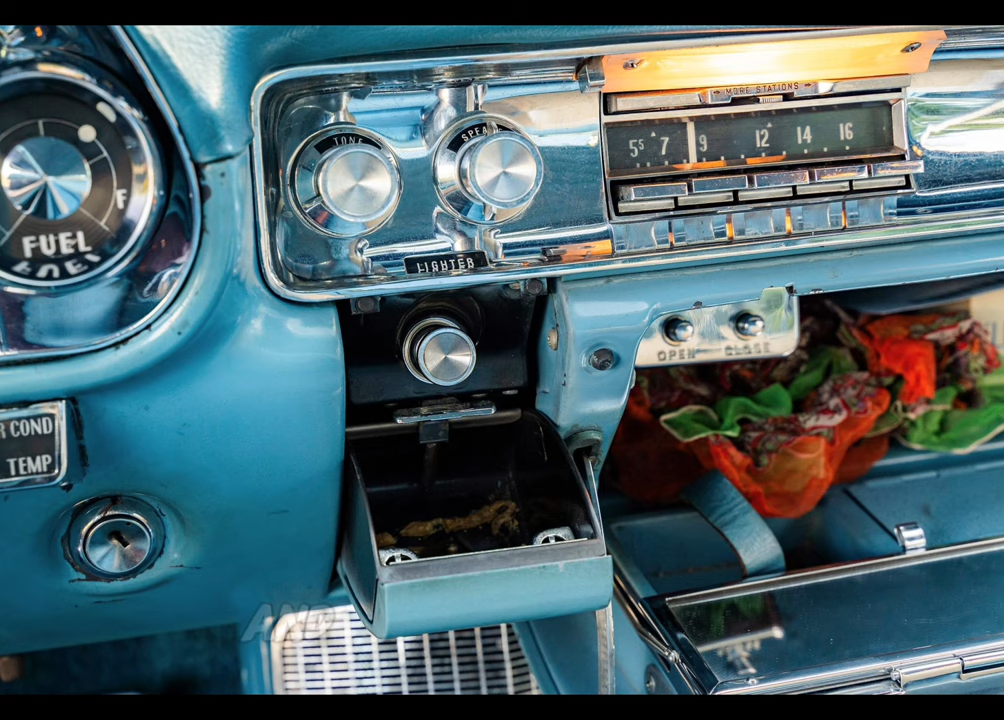 MORE STATIONS
TONE
SPEA
5⁵ 7 9 12 14 16
F
FUEL
LIGHTER
OPEN CLOSE
R COND
TEMP